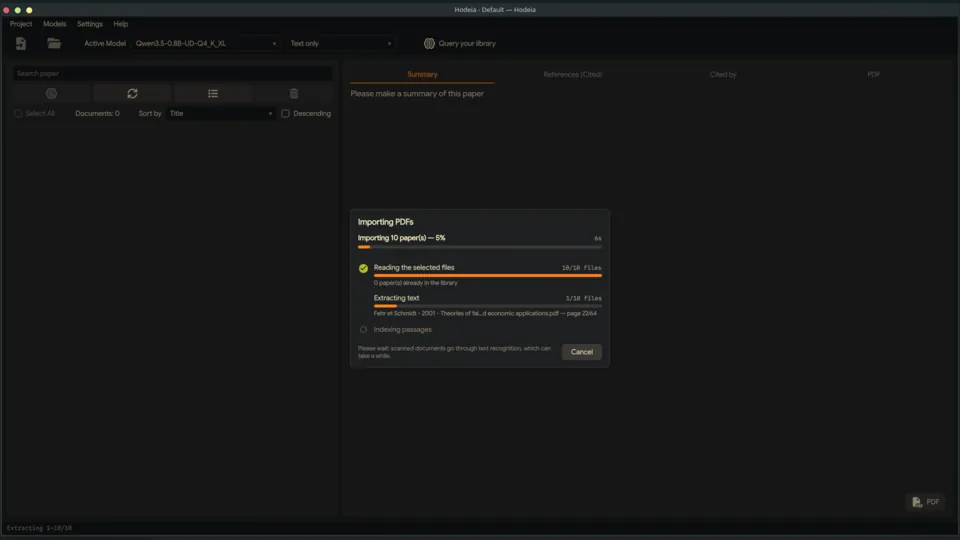 Hodeia - Default — Hodeia
Project Models Settings Help
Active Model Qwen3.5-0.8B-UD-Q4_K_XL Text only Query your library
Search paper
Select All Documents: 0 Sort by Title Descending
Summary References (Cited) Cited by PDF
Please make a summary of this paper
Importing PDFs
Importing 10 paper(s) — 5% 6s
Reading the selected files 10/10 files
0 paper(s) already in the library
Extracting text 1/10 files
Fehr et Schmidt - 2001 - Theories of fai...d economic applications.pdf — page 22/64
Indexing passages
Please wait: scanned documents go through text recognition, which can
take a while.
Cancel
PDF
Extracting 1-10/10